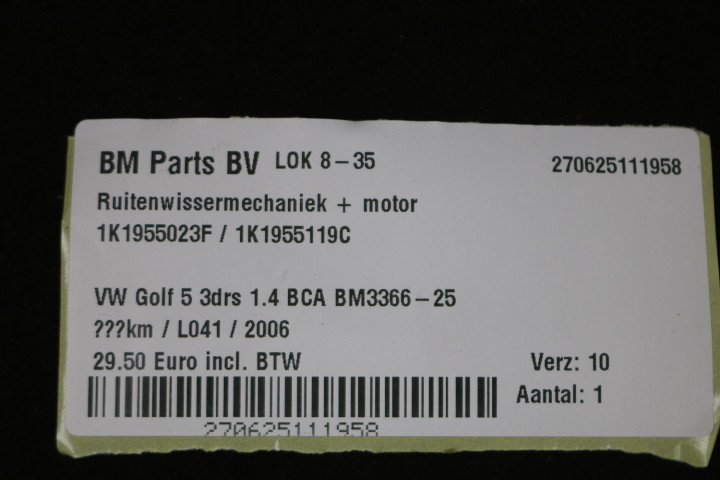 BM Parts BV LOK 8-35 270625111958
Ruitenwissermechaniek + motor
1K1955023F / 1K1955119C
VW Golf 5 3drs 1.4 BCA BM3366-25
???km / L041 / 2006
29.50 Euro incl. BTW Verz: 10
Aantal: 1
270625111958